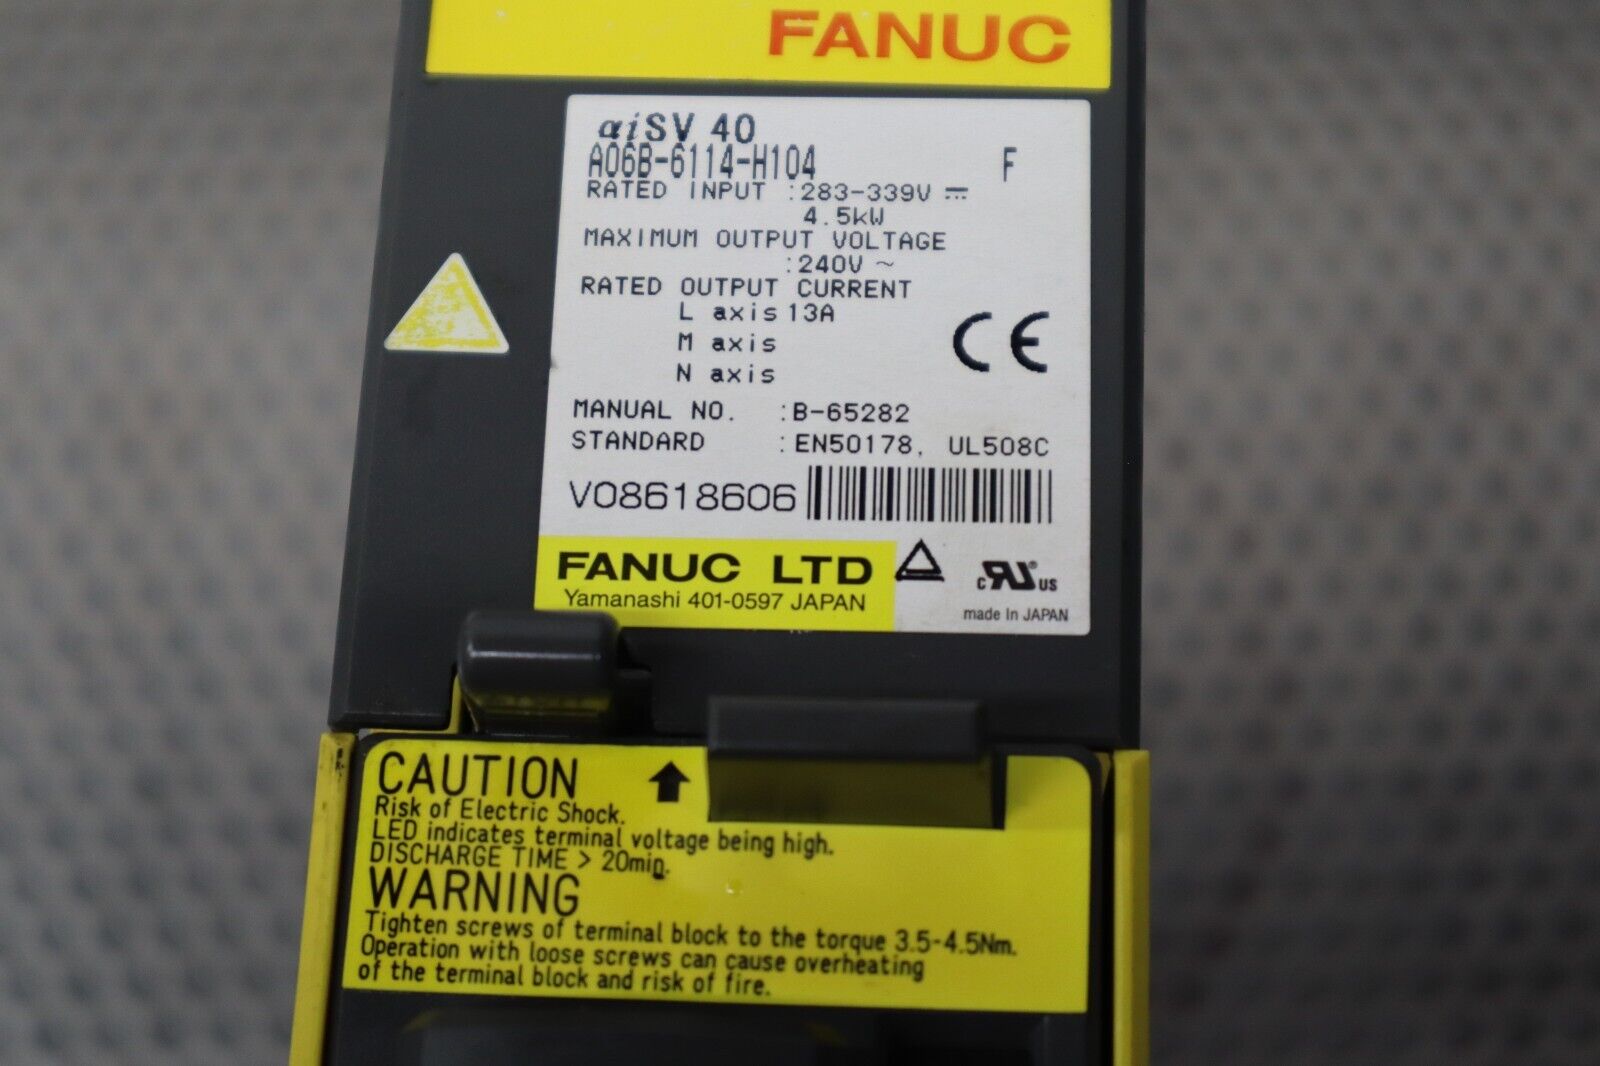 FANUC
αiSV 40
A06B-6114-H104 F
RATED INPUT :283-339V ⎓
4.5kW
MAXIMUM OUTPUT VOLTAGE
:240V ~
RATED OUTPUT CURRENT
L axis 13A
M axis
N axis
CE
MANUAL NO. :B-65282
STANDARD :EN50178, UL508C
V08618606
FANUC LTD
Yamanashi 401-0597 JAPAN
c RU ® US
made In JAPAN
CAUTION
Risk of Electric Shock.
LED indicates terminal voltage being high.
DISCHARGE TIME > 20min.
WARNING
Tighten screws of terminal block to the torque 3.5-4.5Nm.
Operation with loose screws can cause overheating
of the terminal block and risk of fire.